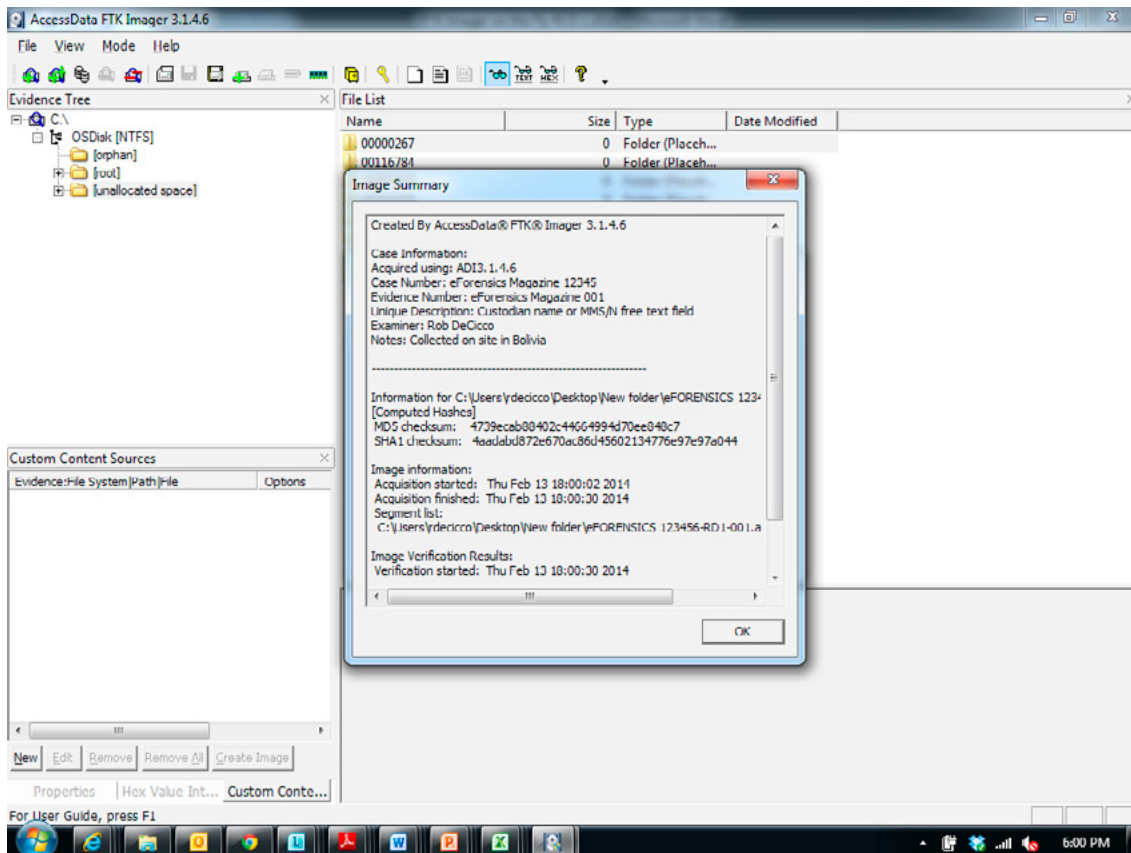 AccessData FTK Imager 3.1.4.6
File View Mode Help
Evidence Tree
File List
C:\
OSDisk [NTFS]
[orphan]
[root]
[unallocated space]
Name Size Type Date Modified
00000267 0 Folder (Placeh...
00116784 0 Folder (Placeh...
Image Summary
Created By AccessData® FTK® Imager 3.1.4.6
Case Information:
Acquired using: ADI3.1.4.6
Case Number: eForensics Magazine 12345
Evidence Number: eForensics Magazine 001
Unique Description: Custodian name or MMS/N free text field
Examiner: Rob DeCicco
Notes: Collected on site in Bolivia
--------------------------------------------------------------
Information for C:\Users\rdecicco\Desktop\New folder\eFORENSICS 1234
[Computed Hashes]
MD5 checksum:
SHA1 checksum: 4aadabd872e670ac86d45602134776e97e97a044
Image information:
Acquisition started: Thu Feb 13 18:00:02 2014
Acquisition finished: Thu Feb 13 18:00:30 2014
Segment list:
C:\Users\rdecicco\Desktop\New folder\eFORENSICS 123456-RD1-001.a
Image Verification Results:
Verification started: Thu Feb 13 18:00:30 2014
OK
Custom Content Sources
Evidence:File System|Path|File Options
New Edit Remove Remove All Create Image
Properties Hex Value Int... Custom Conte...
For User Guide, press F1
6:00 PM